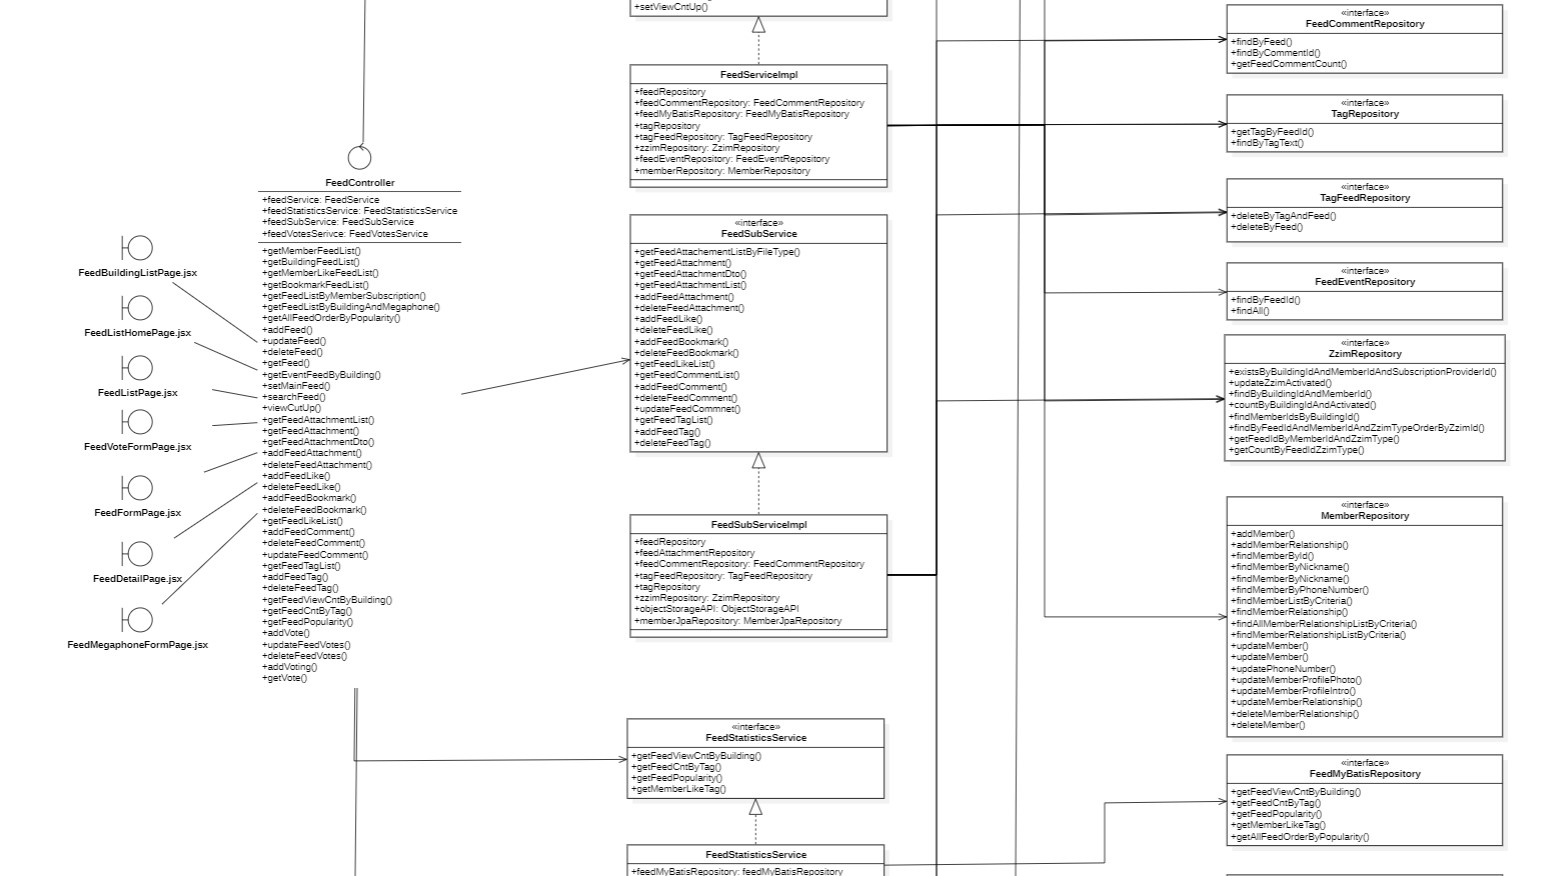 FeedBuildingListPage.jsx
FeedListHomePage.jsx
FeedListPage.jsx
FeedVoteFormPage.jsx
FeedFormPage.jsx
FeedDetailPage.jsx
FeedMegaphoneFormPage.jsx
FeedController
+feedService: FeedService
+feedStatisticsService: FeedStatisticsService
+feedSubService: FeedSubService
+feedVotesSerivce: FeedVotesService
+getMemberFeedList()
+getBuildingFeedList()
+getMemberLikeFeedList()
+getBookmarkFeedList()
+getFeedListByMemberSubscription()
+getFeedListByBuildingAndMegaphone()
+getAllFeedOrderByPopularity()
+addFeed()
+updateFeed()
+deleteFeed()
+getFeed()
+getEventFeedByBuilding()
+setMainFeed()
+searchFeed()
+viewCutUp()
+getFeedAttachmentList()
+getFeedAttachment()
+getFeedAttachmentDto()
+addFeedAttachment()
+deleteFeedAttachment()
+addFeedLike()
+deleteFeedLike()
+addFeedBookmark()
+deleteFeedBookmark()
+getFeedLikeList()
+addFeedComment()
+deleteFeedComment()
+updateFeedComment()
+getFeedTagList()
+addFeedTag()
+deleteFeedTag()
+getFeedViewCntByBuilding()
+getFeedCntByTag()
+getFeedPopularity()
+addVote()
+updateFeedVotes()
+deleteFeedVotes()
+addVoting()
+getVote()
+setViewCntUp()
FeedServiceImpl
+feedRepository
+feedCommentRepository: FeedCommentRepository
+feedMyBatisRepository: FeedMyBatisRepository
+tagRepository
+tagFeedRepository: TagFeedRepository
+zzimRepository: ZzimRepository
+feedEventRepository: FeedEventRepository
+memberRepository: MemberRepository
«interface»
FeedSubService
+getFeedAttachementListByFileType()
+getFeedAttachment()
+getFeedAttachmentDto()
+getFeedAttachmentList()
+addFeedAttachment()
+deleteFeedAttachment()
+addFeedLike()
+deleteFeedLike()
+addFeedBookmark()
+deleteFeedBookmark()
+getFeedLikeList()
+getFeedCommentList()
+addFeedComment()
+deleteFeedComment()
+updateFeedCommnet()
+getFeedTagList()
+addFeedTag()
+deleteFeedTag()
FeedSubServiceImpl
+feedRepository
+feedAttachmentRepository
+feedCommentRepository: FeedCommentRepository
+tagFeedRepository: TagFeedRepository
+tagRepository
+zzimRepository: ZzimRepository
+objectStorageAPI: ObjectStorageAPI
+memberJpaRepository: MemberJpaRepository
«interface»
FeedStatisticsService
+getFeedViewCntByBuilding()
+getFeedCntByTag()
+getFeedPopularity()
+getMemberLikeTag()
FeedStatisticsService
+feedMyBatisRepository: feedMyBatisRepository
«interface»
FeedCommentRepository
+findByFeed()
+findByCommentId()
+getFeedCommentCount()
«interface»
TagRepository
+getTagByFeedId()
+findByTagText()
«interface»
TagFeedRepository
+deleteByTagAndFeed()
+deleteByFeed()
«interface»
FeedEventRepository
+findByFeedId()
+findAll()
«interface»
ZzimRepository
+existsByBuildingIdAndMemberIdAndSubscriptionProviderId()
+updateZzimActivated()
+findByBuildingIdAndMemberId()
+countByBuildingIdAndActivated()
+findMemberIdsByBuildingId()
+findByFeedIdAndMemberIdAndZzimTypeOrderByZzimId()
+getFeedIdByMemberIdAndZzimType()
+getCountByFeedIdZzimType()
«interface»
MemberRepository
+addMember()
+addMemberRelationship()
+findMemberById()
+findMemberByNickname()
+findMemberByNickname()
+findMemberByPhoneNumber()
+findMemberListByCriteria()
+findMemberRelationship()
+findAllMemberRelationshipListByCriteria()
+findMemberRelationshipListByCriteria()
+updateMember()
+updateMember()
+updatePhoneNumber()
+updateMemberProfilePhoto()
+updateMemberProfileIntro()
+updateMemberRelationship()
+deleteMemberRelationship()
+deleteMember()
«interface»
FeedMyBatisRepository
+getFeedViewCntByBuilding()
+getFeedCntByTag()
+getFeedPopularity()
+getMemberLikeTag()
+getAllFeedOrderByPopularity()